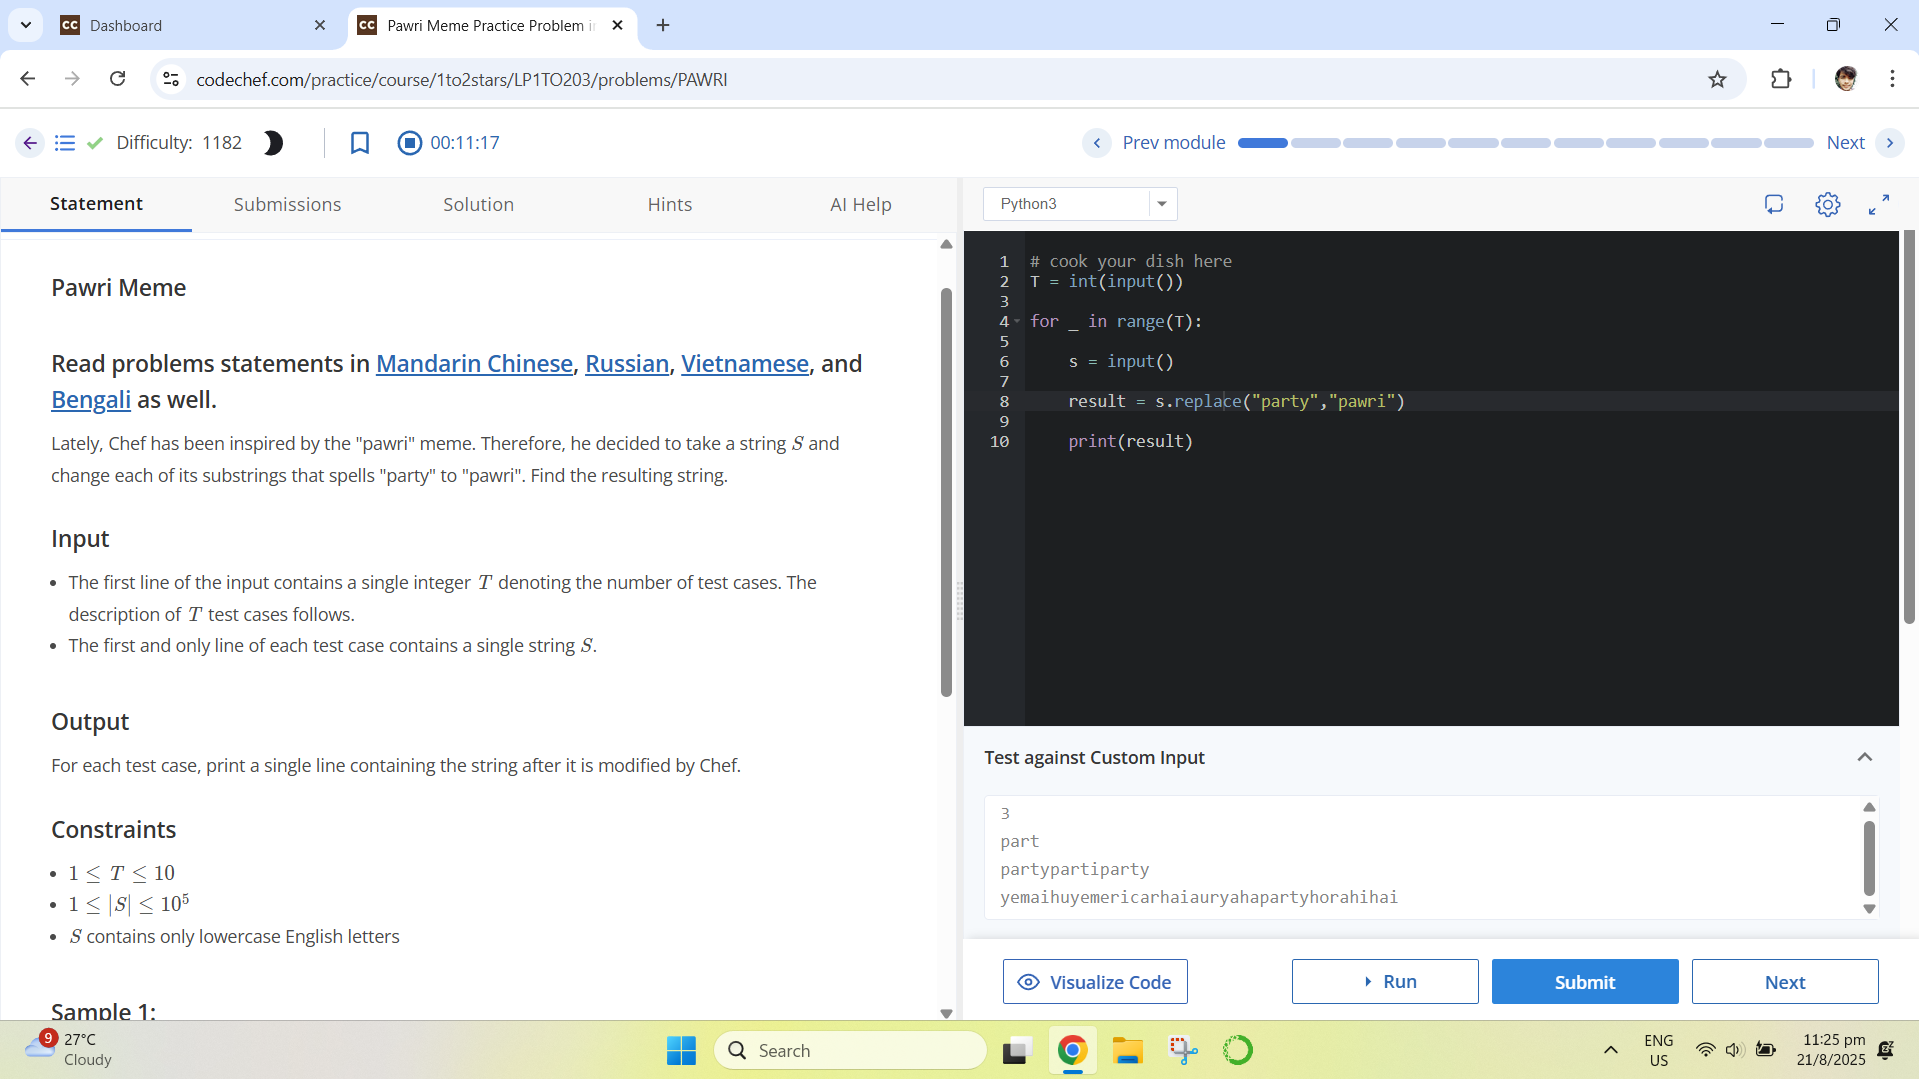 CC Dashboard
CC Pawri Meme Practice Problem in
codechef.com/practice/course/1to2stars/LP1TO203/problems/PAWRI
Difficulty: 1182
00:11:17
Prev module
Next
Statement
Submissions
Solution
Hints
AI Help
Pawri Meme
Read problems statements in Mandarin Chinese, Russian, Vietnamese, and
Bengali as well.
Lately, Chef has been inspired by the "pawri" meme. Therefore, he decided to take a string S and
change each of its substrings that spells "party" to "pawri". Find the resulting string.
Input
• The first line of the input contains a single integer T denoting the number of test cases. The
description of T test cases follows.
• The first and only line of each test case contains a single string S.
Output
For each test case, print a single line containing the string after it is modified by Chef.
Constraints
• 1 ≤ T ≤ 10
• 1 ≤ |S| ≤ 10⁵
• S contains only lowercase English letters
Sample 1:
Python3
1 # cook your dish here
2 T = int(input())
3
4 for _ in range(T):
5
6     s = input()
7
8     result = s.replace("party","pawri")
9
10     print(result)
Test against Custom Input
3
part
partypartiparty
yemaihuyemericarhaiauryahapartyhorahihai
Visualize Code
Run
Submit
Next
9
27°C
Cloudy
Search
ENG
US
11:25 pm
21/8/2025